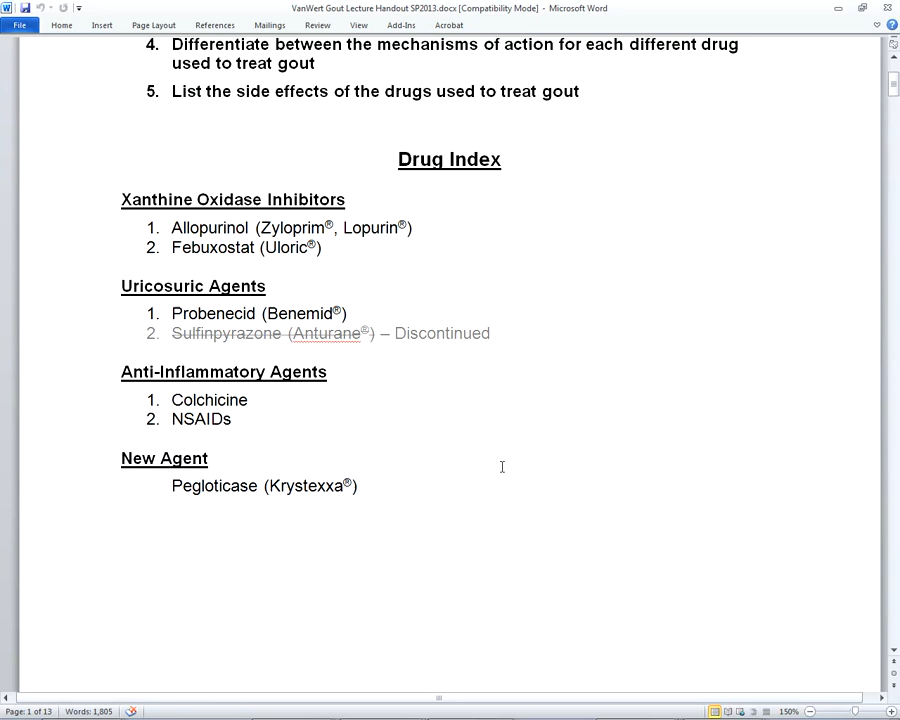 VanWert Gout Lecture Handout SP2013.docx [Compatibility Mode] - Microsoft Word
File Home Insert Page Layout References Mailings Review View Add-Ins Acrobat
4. Differentiate between the mechanisms of action for each different drug
used to treat gout
5. List the side effects of the drugs used to treat gout
Drug Index
Xanthine Oxidase Inhibitors
1. Allopurinol (Zyloprim®, Lopurin®)
2. Febuxostat (Uloric®)
Uricosuric Agents
1. Probenecid (Benemid®)
2. Sulfinpyrazone (Anturane®) – Discontinued
Anti-Inflammatory Agents
1. Colchicine
2. NSAIDs
New Agent
Pegloticase (Krystexxa®)
Page: 1 of 13 Words: 1,805 150%